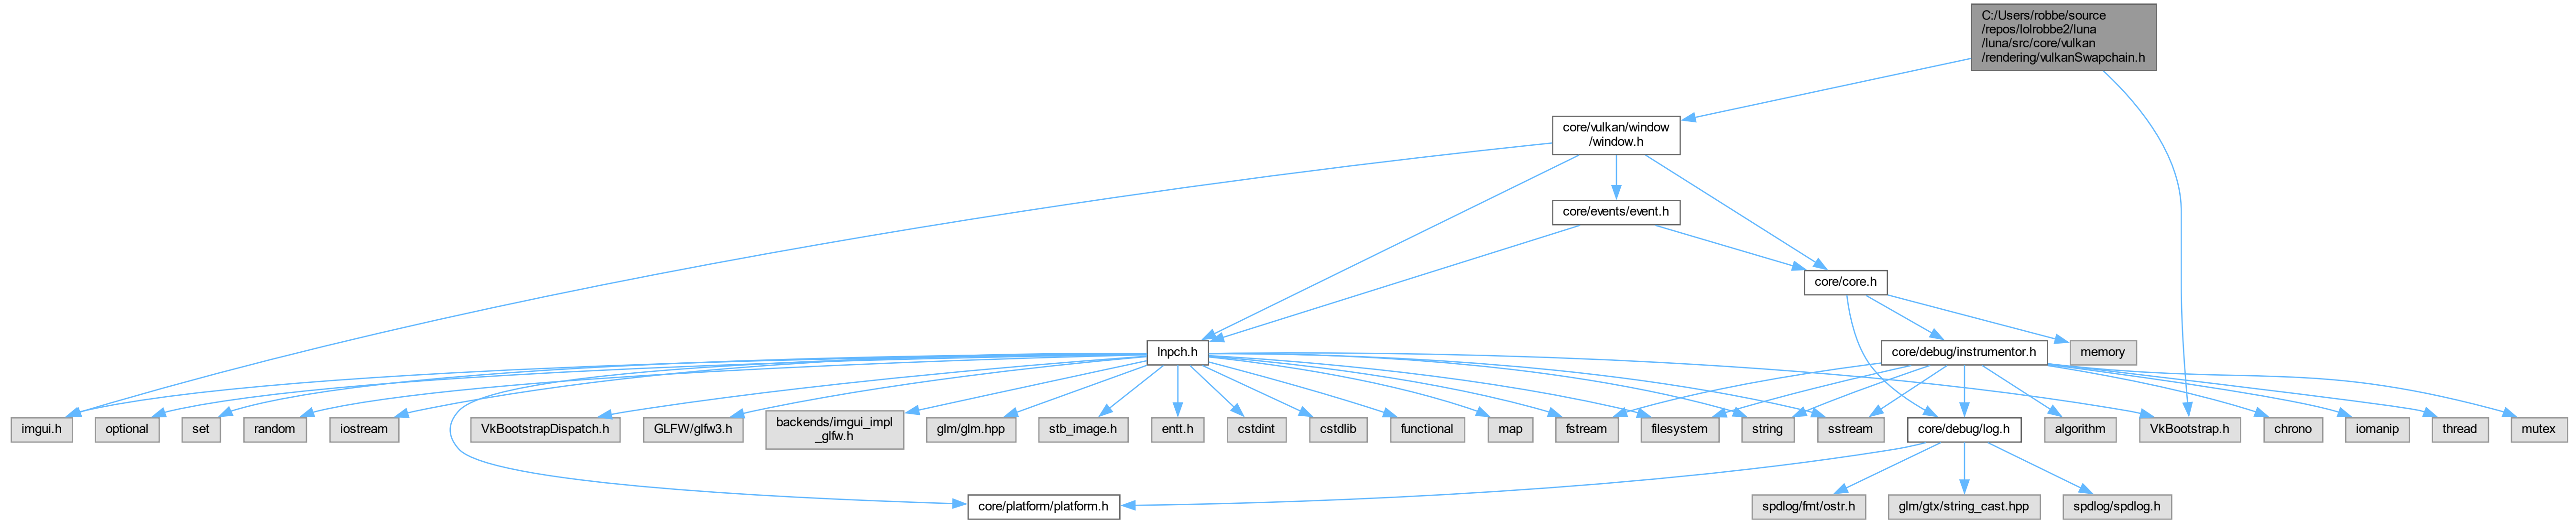 C:/Users/robbe/source
/repos/lolrobbe2/luna
/luna/src/core/vulkan
/rendering/vulkanSwapchain.h
core/vulkan/window
/window.h
core/events/event.h
core/core.h
lnpch.h
core/debug/instrumentor.h
memory
imgui.h
optional
set
random
iostream
VkBootstrapDispatch.h
GLFW/glfw3.h
backends/imgui_impl
_glfw.h
glm/glm.hpp
stb_image.h
entt.h
cstdint
cstdlib
functional
map
fstream
filesystem
string
sstream
core/debug/log.h
algorithm
VkBootstrap.h
chrono
iomanip
thread
mutex
core/platform/platform.h
spdlog/fmt/ostr.h
glm/gtx/string_cast.hpp
spdlog/spdlog.h